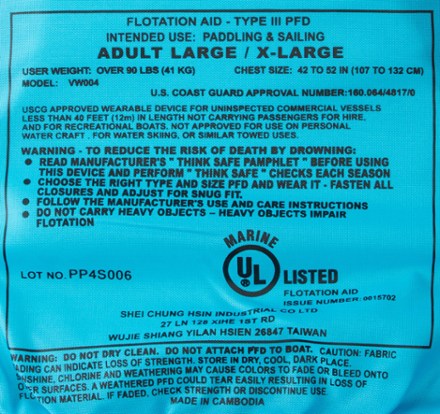 FLOTATION AID - TYPE III PFD
INTENDED USE: PADDLING & SAILING
ADULT LARGE / X-LARGE
USER WEIGHT: OVER 90 LBS (41 KG) CHEST SIZE: 42 TO 52 IN (107 TO 132 CM)
MODEL: VW004
U.S. COAST GUARD APPROVAL NUMBER:160.064/4817/0
USCG APPROVED WEARABLE DEVICE FOR UNINSPECTED COMMERCIAL VESSELS
LESS THAN 40 FEET (12m) IN LENGTH NOT CARRYING PASSENGERS FOR HIRE,
AND FOR RECREATIONAL BOATS. NOT APPROVED FOR USE ON PERSONAL
WATER CRAFT , FOR WATER SKIING, OR SIMILAR TOWED USES.
WARNING - TO REDUCE THE RISK OF DEATH BY DROWNING:
● READ MANUFACTURER'S " THINK SAFE PAMPHLET " BEFORE USING
THIS DEVICE AND PERFORM " THINK SAFE " CHECKS EACH SEASON
● CHOOSE THE RIGHT TYPE AND SIZE PFD AND WEAR IT - FASTEN ALL
CLOSURES AND ADJUST FOR SNUG FIT.
● FOLLOW THE MANUFACTURER'S USE AND CARE INSTRUCTIONS
● DO NOT CARRY HEAVY OBJECTS – HEAVY OBJECTS IMPAIR
FLOTATION
MARINE
UL ®
LISTED
LOT NO. PP4S006
FLOTATION AID
ISSUE NUMBER: 0015702
SHEI CHUNG HSIN INDUSTRIAL CO LTD
27 LN 128 XIHE 1ST RD
WUJIE SHIANG YILAN HSIEN 26847 TAIWAN
WARNING: DO NOT DRY CLEAN. DO NOT ATTACH PFD TO BOAT. CAUTION: FABRIC
ADING CAN INDICATE LOSS OF STRENGTH. STORE IN DRY, COOL, DARK PLACE.
NSHINE, CHLORINE AND WEATHERING MAY CAUSE COLORS TO FADE OR BLEED ONTO
ER SURFACES. A WEATHERED PFD COULD TEAR EASILY RESULTING IN LOSS OF
TION MATERIAL. IF FADED, CHECK STRENGTH OR DISCONTINUE USE
MADE IN CAMBODIA